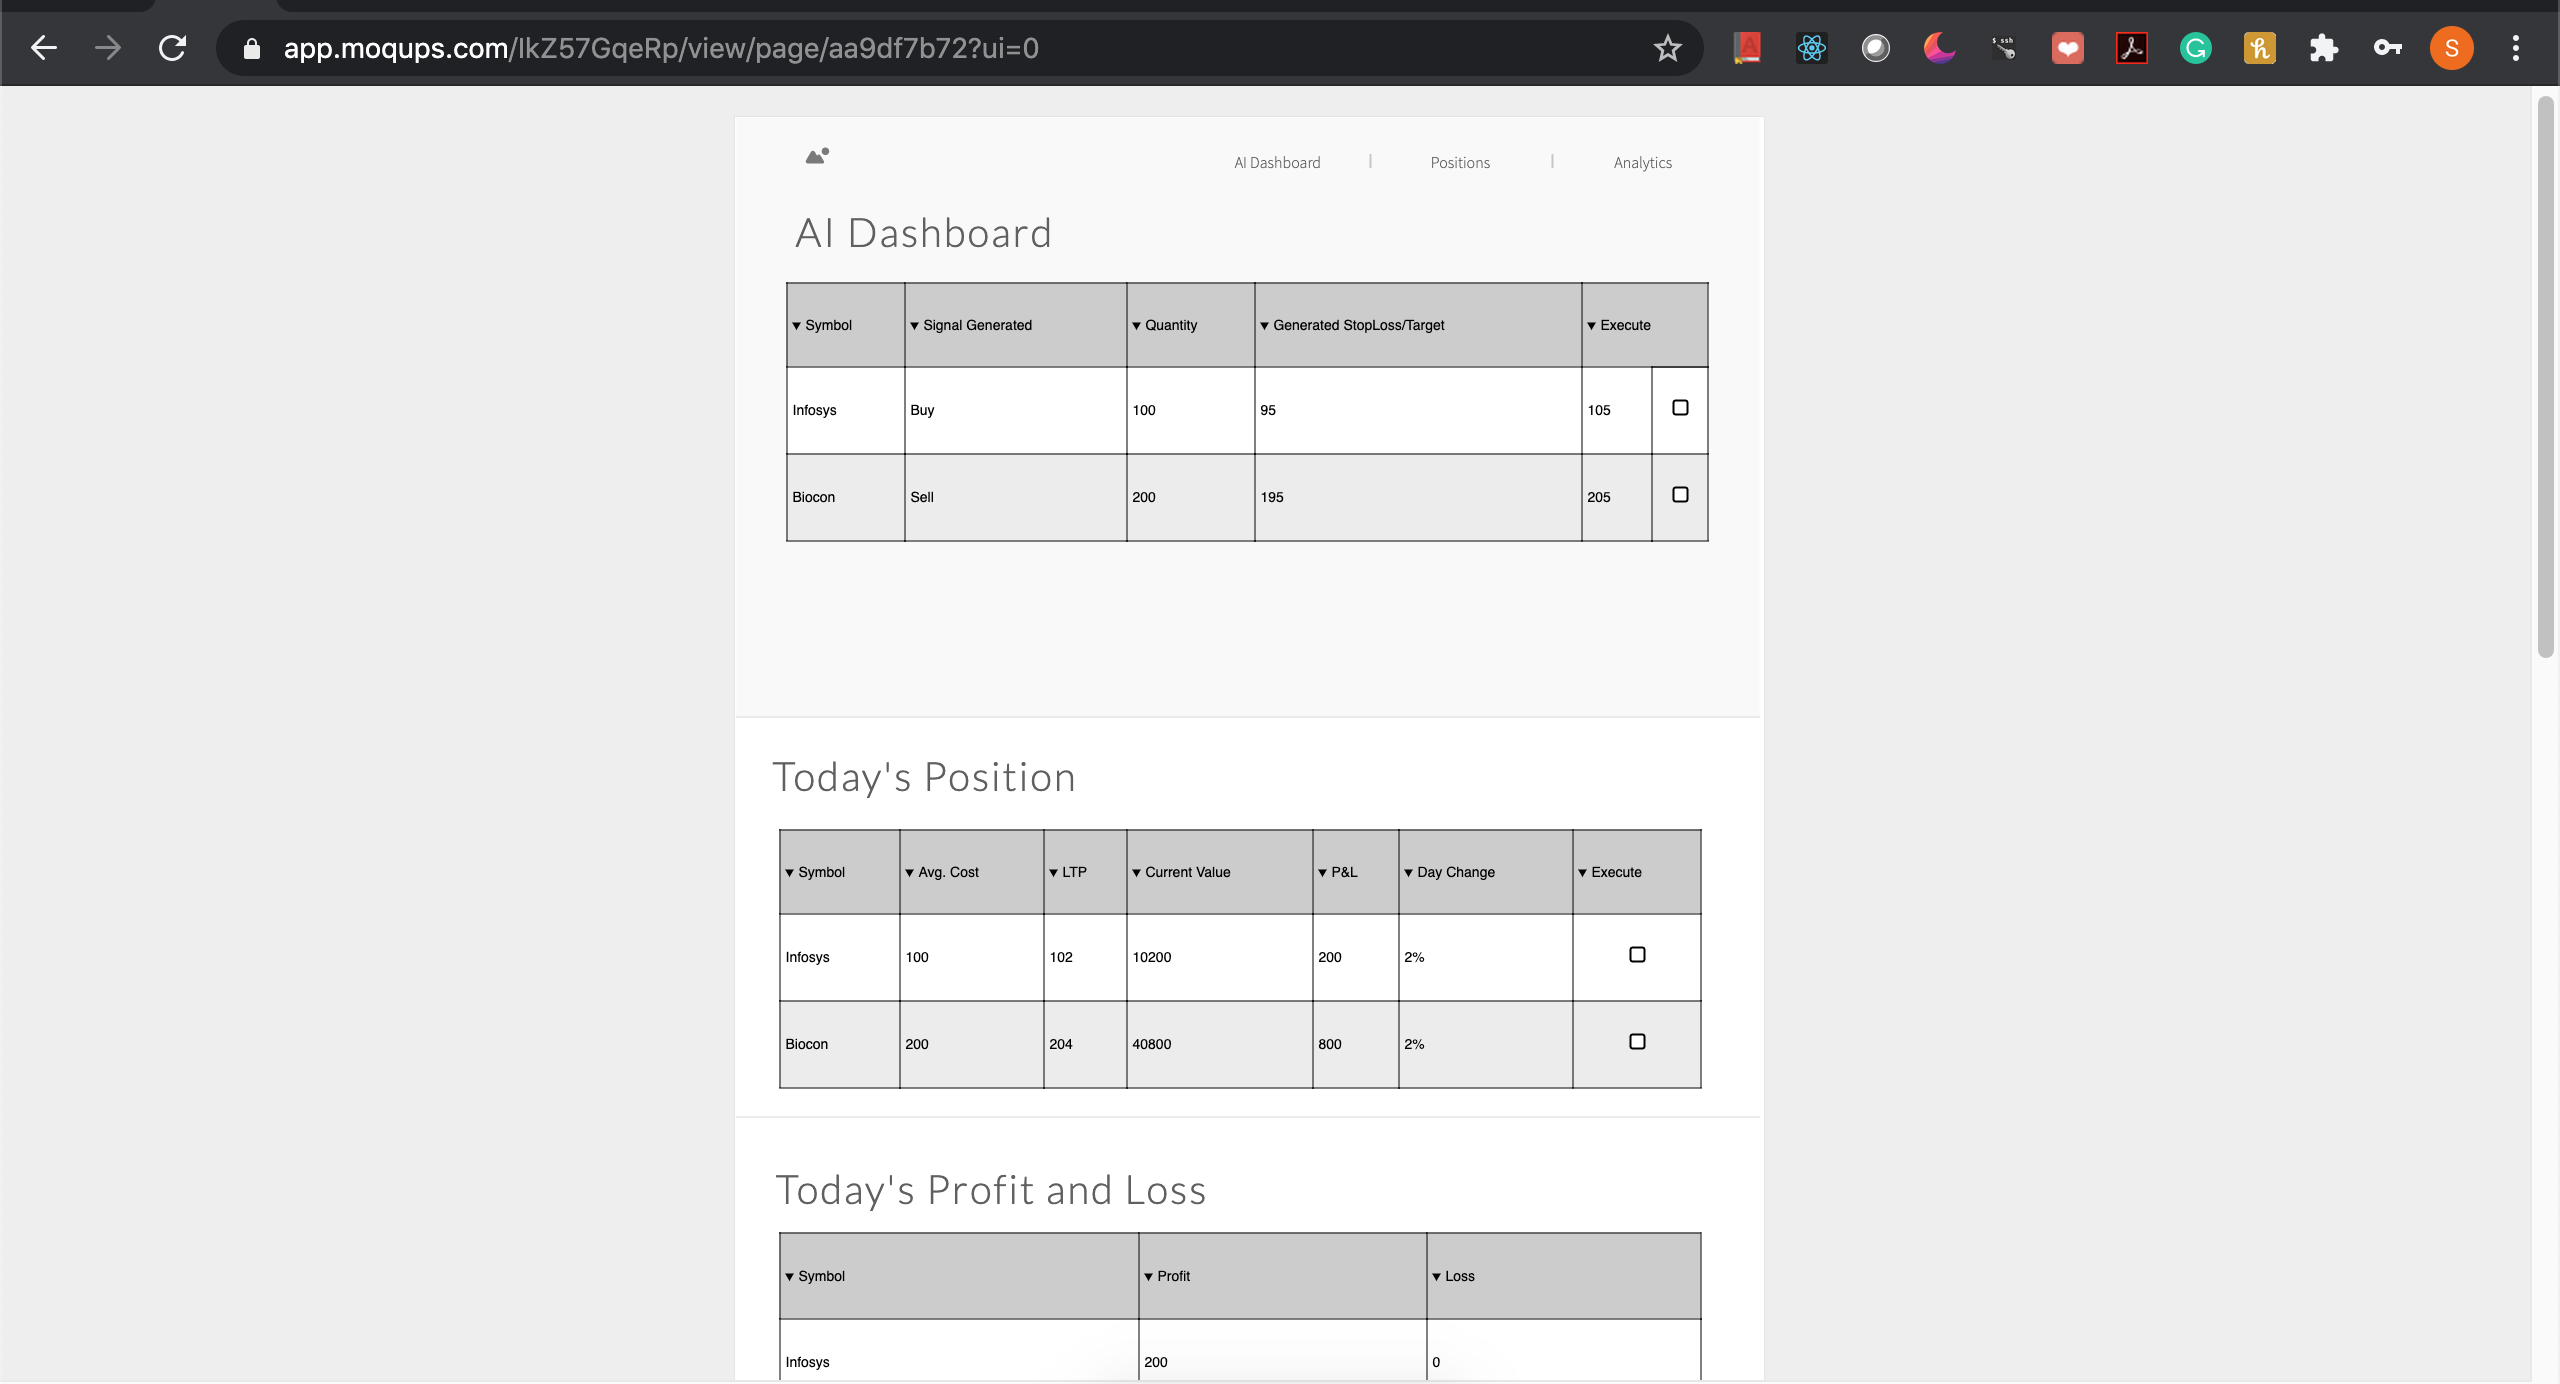 app.moqups.com/IkZ57GqeRp/view/page/aa9df7b72?ui=0
$ ssh
S
AI Dashboard | Positions | Analytics
AI Dashboard
▼ Symbol ▼ Signal Generated ▼ Quantity ▼ Generated StopLoss/Target ▼ Execute
Infosys Buy 100 95 105
Biocon Sell 200 195 205
Today's Position
▼ Symbol ▼ Avg. Cost ▼ LTP ▼ Current Value ▼ P&L ▼ Day Change ▼ Execute
Infosys 100 102 10200 200 2%
Biocon 200 204 40800 800 2%
Today's Profit and Loss
▼ Symbol ▼ Profit ▼ Loss
Infosys 200 0